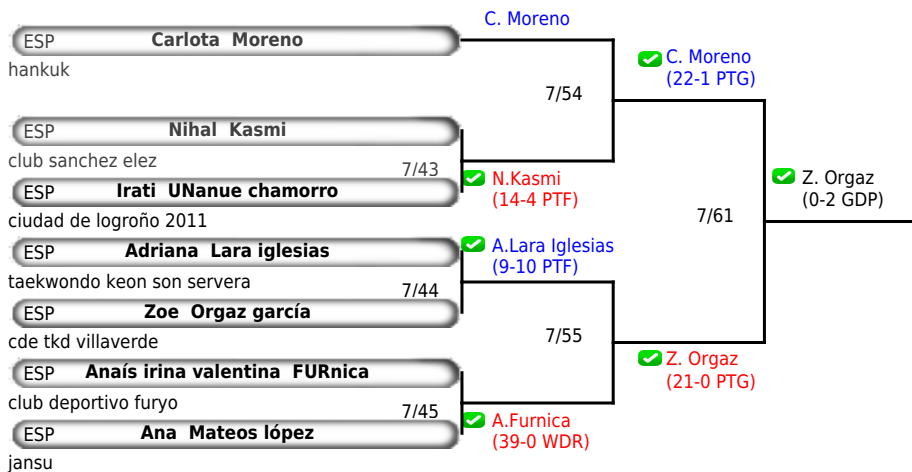 C. Moreno
ESP Carlota Moreno
hankuk
C. Moreno
(22-1 PTG)
7/54
ESP Nihal Kasmi
club sanchez elez
7/43
ESP Irati UNanue chamorro
N.Kasmi
(14-4 PTF)
ciudad de logroño 2011
Z. Orgaz
(0-2 GDP)
7/61
ESP Adriana Lara iglesias
A.Lara Iglesias
(9-10 PTF)
taekwondo keon son servera
7/44
ESP Zoe Orgaz garcía
cde tkd villaverde
7/55
Z. Orgaz
(21-0 PTG)
ESP Anaís irina valentina FURnica
club deportivo furyo
7/45
ESP Ana Mateos lópez
A.Furnica
(39-0 WDR)
jansu